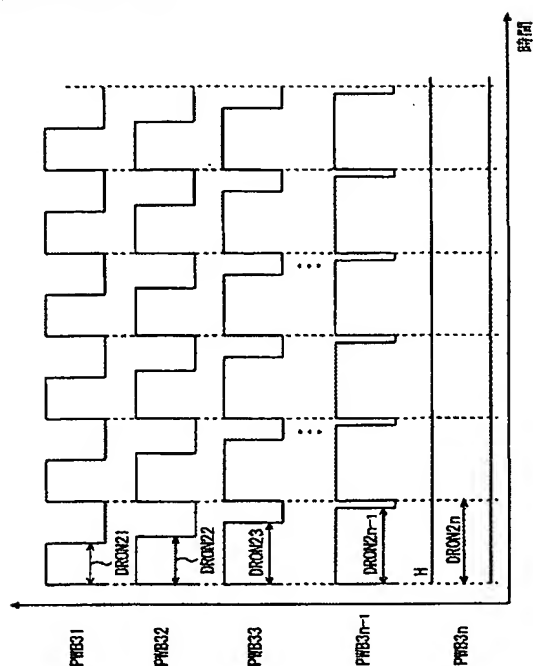 PWB31
DRON21
PWB32
DRON22
PWB33
DRON23
...
...
PWB3n-1
DRON2n-1
H
PWB3n
DRON2n
時間